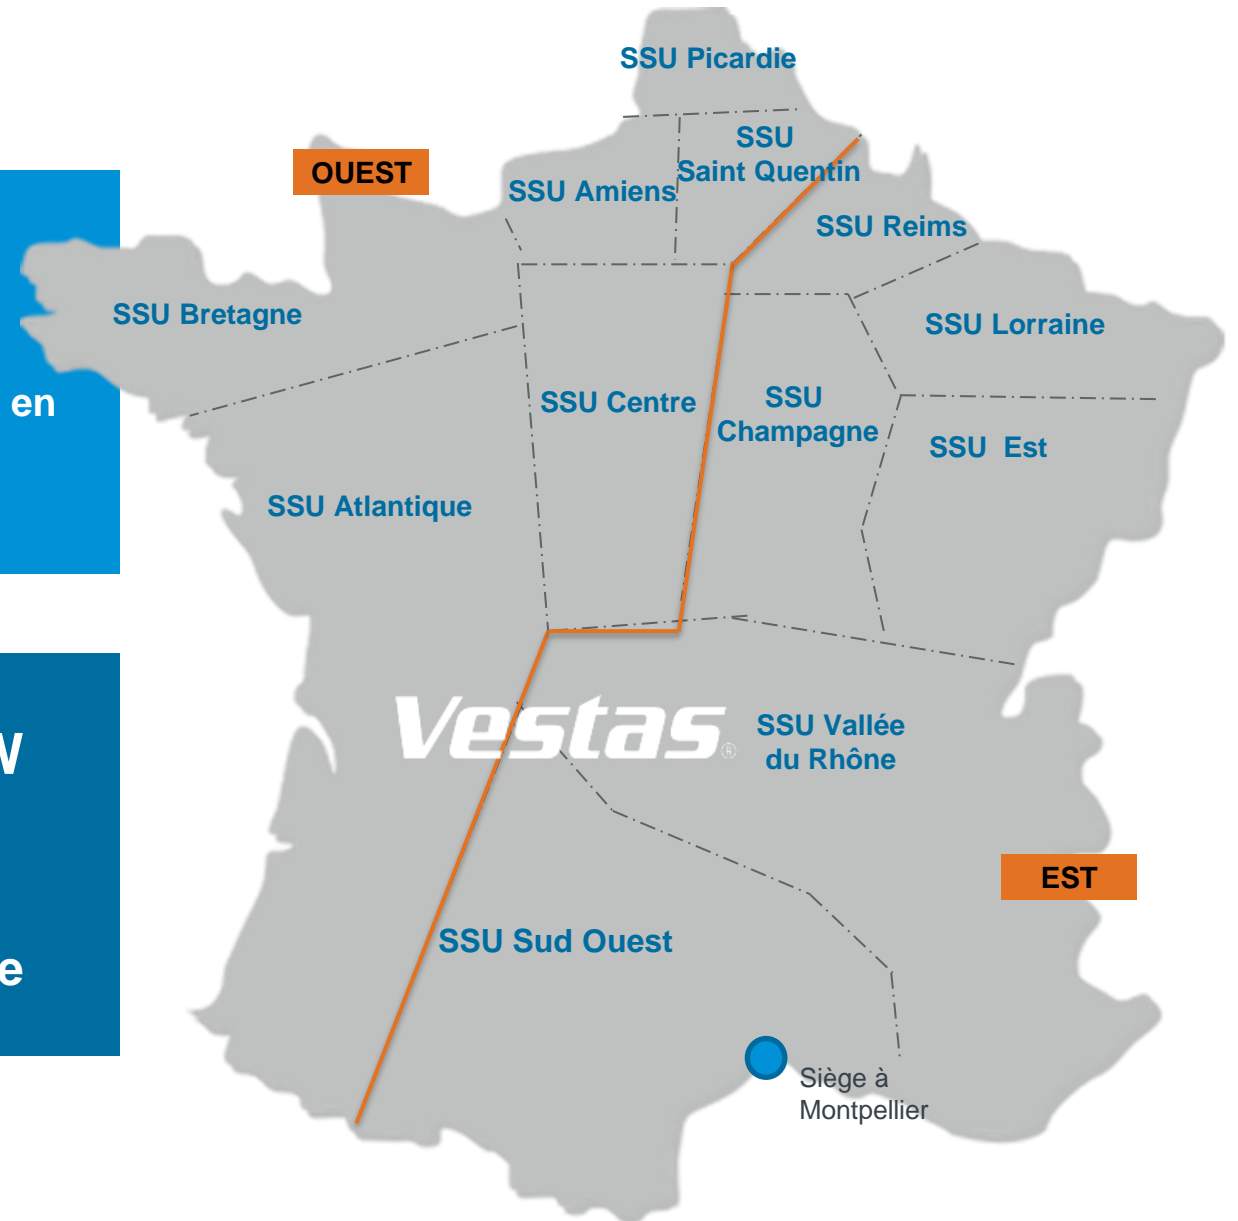 SSU Picardie
SSU
Saint Quentin
OUEST
SSU Amiens
SSU Reims
SSU Bretagne
SSU Lorraine
en
SSU Centre
SSU
Champagne
SSU Est
SSU Atlantique
Vestas®
SSU Vallée
du Rhône
W
EST
SSU Sud Ouest
e
Siège à
Montpellier